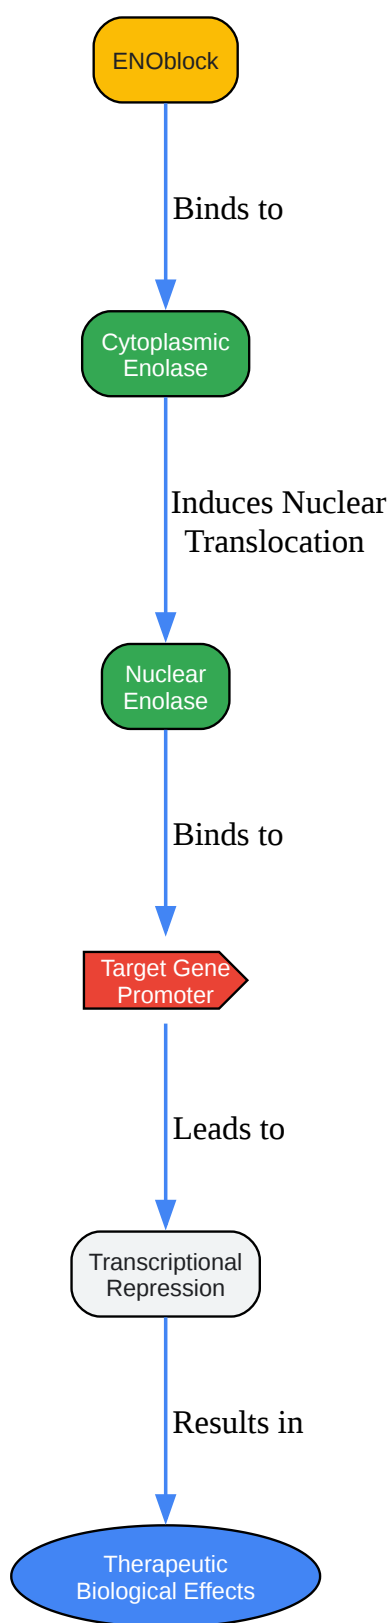 ENOblock
Binds to
Cytoplasmic
Enolase
Induces Nuclear
Translocation
Nuclear
Enolase
Binds to
Target Gene
Promoter
Leads to
Transcriptional
Repression
Results in
Therapeutic
Biological Effects